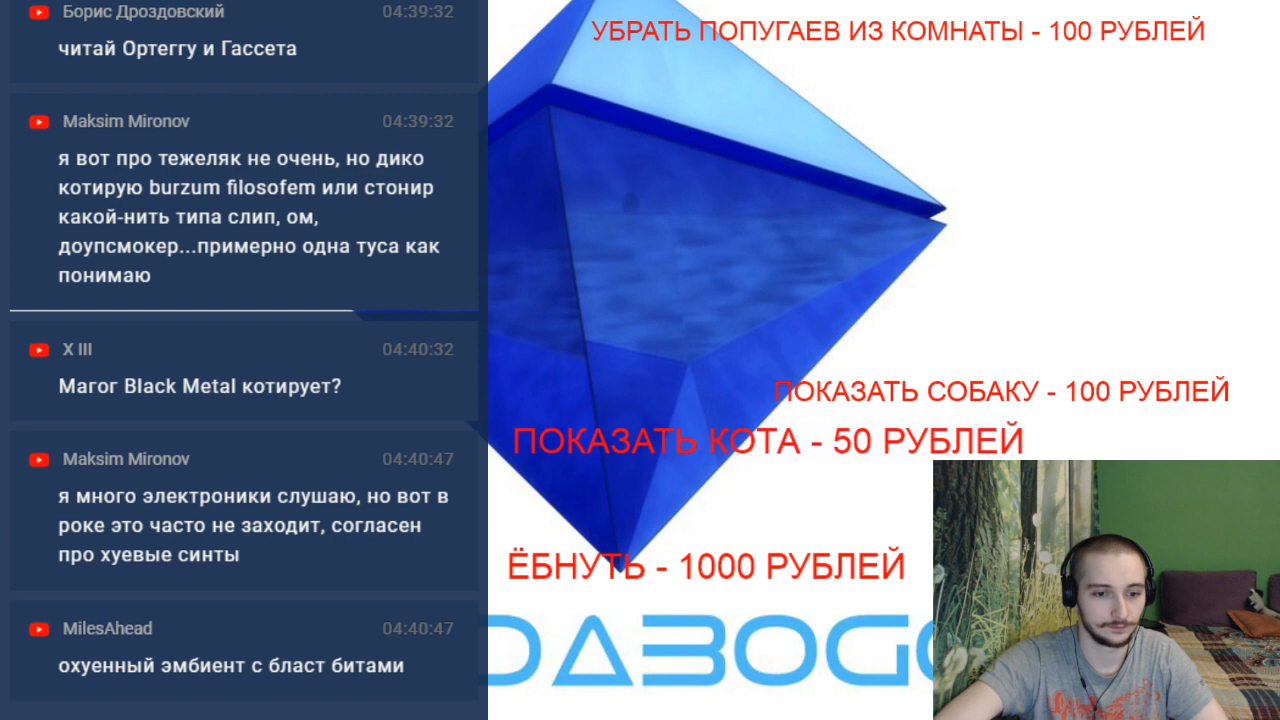 Борис Дроздовский 04:39:32
читай Ортеггу и Гассета
Maksim Mironov 04:39:32
я вот про тежеляк не очень, но дико
котирую burzum filosofem или стонир
какой-нить типа слип, ом,
доупсмокер...примерно одна туса как
понимаю
X III 04:40:32
Магог Black Metal котирует?
Maksim Mironov 04:40:47
я много электроники слушаю, но вот в
роке это часто не заходит, согласен
про хуевые синты
MilesAhead 04:40:47
охуенный эмбиент с бласт битами
УБРАТЬ ПОПУГАЕВ ИЗ КОМНАТЫ - 100 РУБЛЕЙ
ПОКАЗАТЬ СОБАКУ - 100 РУБЛЕЙ
ПОКАЗАТЬ КОТА - 50 РУБЛЕЙ
ЁБНУТЬ - 1000 РУБЛЕЙ